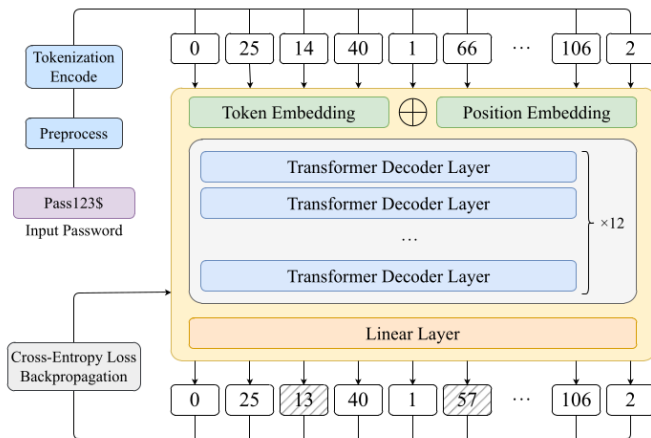 0 25 14 40 1 66 ... 106 2
Tokenization
Encode
Token Embedding
Position Embedding
Preprocess
Transformer Decoder Layer
Pass123$
Transformer Decoder Layer
Input Password
...
×12
Transformer Decoder Layer
Linear Layer
Cross-Entropy Loss
Backpropagation
0 25 13 40 1 57 ... 106 2